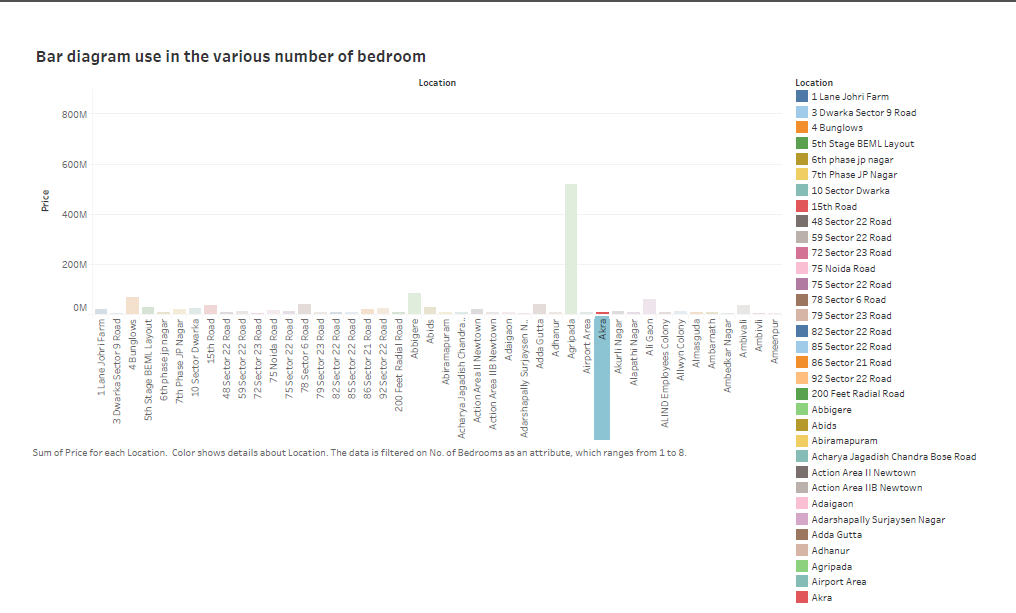 Bar diagram use in the various number of bedroom
Location
Price
800M
600M
400M
200M
0M
1 Lane Johri Farm
3 Dwarka Sector 9 Road
4 Bunglows
5th Stage BEML Layout
6th phase jp nagar
7th Phase JP Nagar
10 Sector Dwarka
15th Road
48 Sector 22 Road
59 Sector 22 Road
72 Sector 23 Road
75 Noida Road
75 Sector 22 Road
78 Sector 6 Road
79 Sector 23 Road
82 Sector 22 Road
85 Sector 22 Road
86 Sector 21 Road
92 Sector 22 Road
200 Feet Radial Road
Abbigere
Abids
Abiramapuram
Acharya Jagadish Chandra..
Action Area II Newtown
Action Area IIB Newtown
Adaigaon
Adarshapally Surjaysen N..
Adda Gutta
Adhanur
Agripada
Airport Area
Akra
Akurli Nagar
Alapathi Nagar
Ali Gaon
ALIND Employees Colony
Allwyn Colony
Almasguda
Ambarnath
Ambedkar Nagar
Ambivali
Ambivli
Ameenpur
Sum of Price for each Location. Color shows details about Location. The data is filtered on No. of Bedrooms as an attribute, which ranges from 1 to 8.
Location
1 Lane Johri Farm
3 Dwarka Sector 9 Road
4 Bunglows
5th Stage BEML Layout
6th phase jp nagar
7th Phase JP Nagar
10 Sector Dwarka
15th Road
48 Sector 22 Road
59 Sector 22 Road
72 Sector 23 Road
75 Noida Road
75 Sector 22 Road
78 Sector 6 Road
79 Sector 23 Road
82 Sector 22 Road
85 Sector 22 Road
86 Sector 21 Road
92 Sector 22 Road
200 Feet Radial Road
Abbigere
Abids
Abiramapuram
Acharya Jagadish Chandra Bose Road
Action Area II Newtown
Action Area IIB Newtown
Adaigaon
Adarshapally Surjaysen Nagar
Adda Gutta
Adhanur
Agripada
Airport Area
Akra